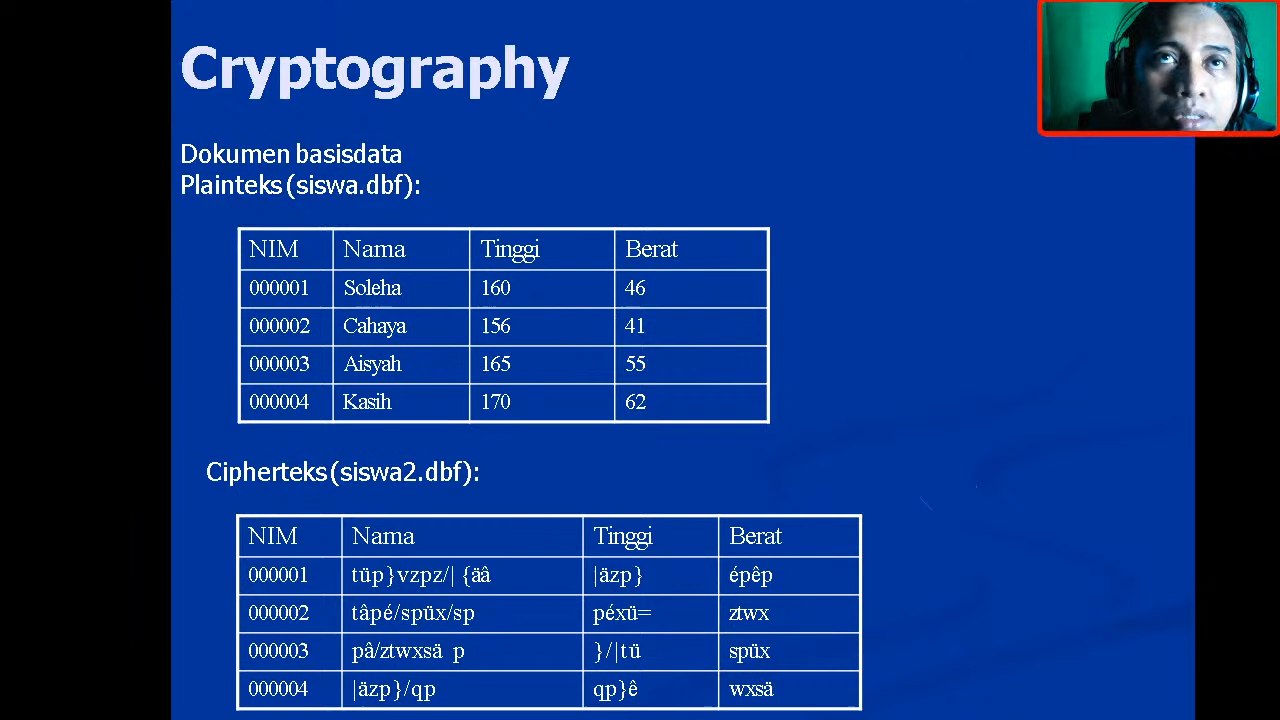 Cryptography
Dokumen basisdata
Plainteks (siswa.dbf):
NIM Nama Tinggi Berat
000001 Soleha 160 46
000002 Cahaya 156 41
000003 Aisyah 165 55
000004 Kasih 170 62
Cipherteks (siswa2.dbf):
NIM Nama Tinggi Berat
000001 tüp}vzpz/| {äâ |äzp} épêp
000002 tâpé/spüx/sp péxü= ztwx
000003 pâ/ztwxsä p }/|tü spüx
000004 |äzp}/qp qp}ê wxsä